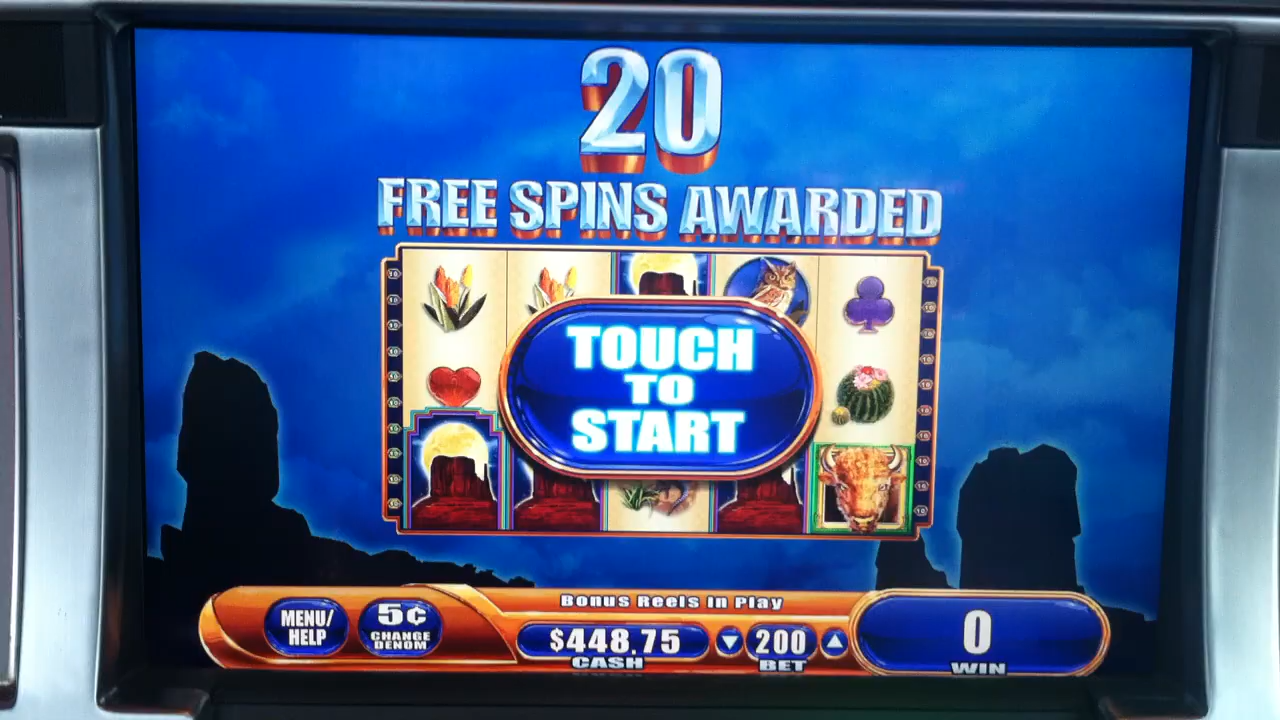 20
FREE SPINS AWARDED
TOUCH
TO
START
Bonus Reels In Play
MENU/
HELP
5¢
CHANGE
DENOM
$448.75
CASH
200
BET
0
WIN